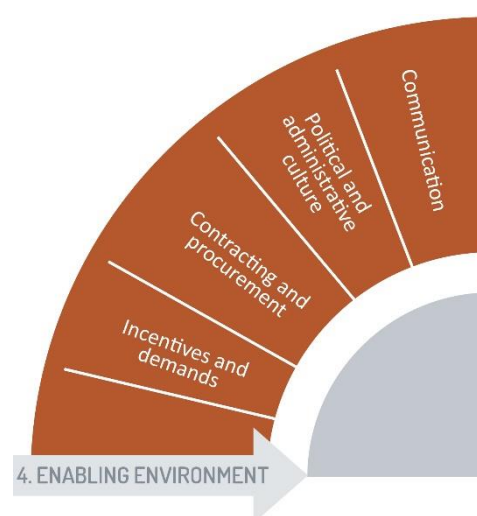 Communication
Political and
administrative
culture
Contracting and
procurement
Incentives and
demands
4. ENABLING ENVIRONMENT